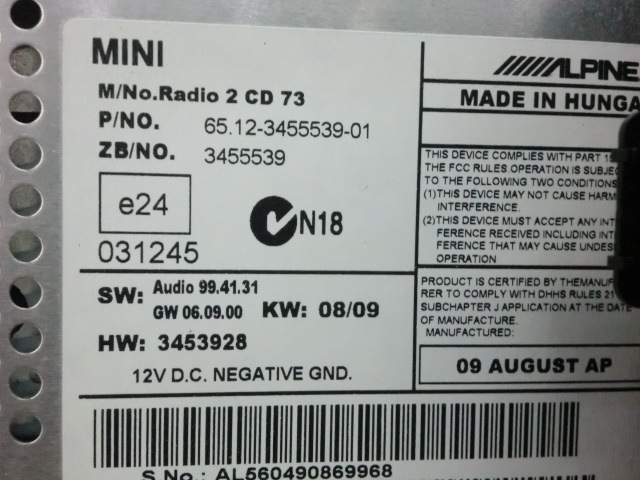 MINI
M/No.Radio 2 CD 73
P/NO. 65.12-3455539-01
ZB/NO. 3455539
e24
N18
031245
SW: Audio 99.41.31
GW 06.09.00 KW: 08/09
HW: 3453928
12V D.C. NEGATIVE GND.
S No.: AL560490869968
ALPINE
MADE IN HUNGA
THIS DEVICE COMPLIES WITH PART 15
THE FCC RULES OPERATION IS SUBJEC
TO THE FOLLOWING TWO CONDITIONS
(1)THIS DEVICE MAY NOT CAUSE HARM
INTERFERENCE.
(2)THIS DEVICE MUST ACCEPT ANY INT
FERENCE RECEIVED INCLUDING INT
FERENCE THAT MAY CAUSE UNDES
OPERATION
PRODUCT IS CERTIFIED BY THEMANUF
RER TO COMPLY WITH DHHS RULES 21
SUBCHAPTER J APPLICATION AT THE DATE
OF MANUFACTURE.
MANUFACTURED:
09 AUGUST AP